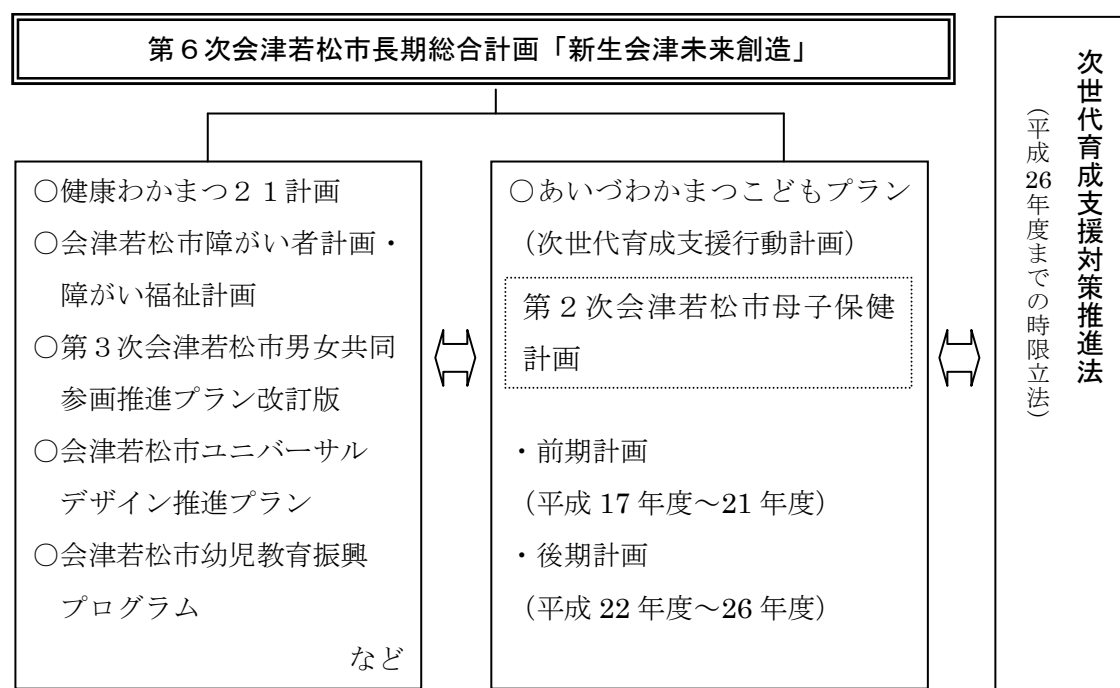 第６次会津若松市長期総合計画「新生会津未来創造」
○健康わかまつ２１計画
○会津若松市障がい者計画・
障がい福祉計画
○第３次会津若松市男女共同
参画推進プラン改訂版
○会津若松市ユニバーサル
デザイン推進プラン
○会津若松市幼児教育振興
プログラム
など
○あいづわかまつこどもプラン
（次世代育成支援行動計画）
第２次会津若松市母子保健
計画
・前期計画
（平成 17 年度～21 年度）
・後期計画
（平成 22 年度～26 年度）
次世代育成支援対策推進法
（平成26年度までの時限立法）